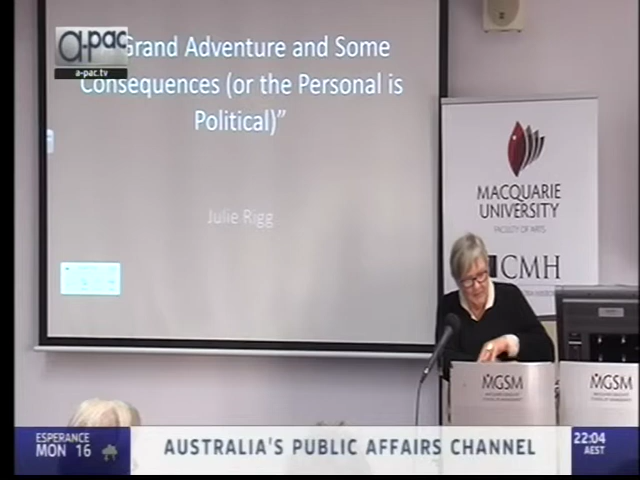 a-pac
a-pac.tv
Grand Adventure and Some
Consequences (or the Personal is
Political)”
Julie Rigg
MACQUARIE
UNIVERSITY
FACULTY OF ARTS
CMH
MGSM
MGSM
ESPERANCE
MON 16
AUSTRALIA'S PUBLIC AFFAIRS CHANNEL
22:04
AEST